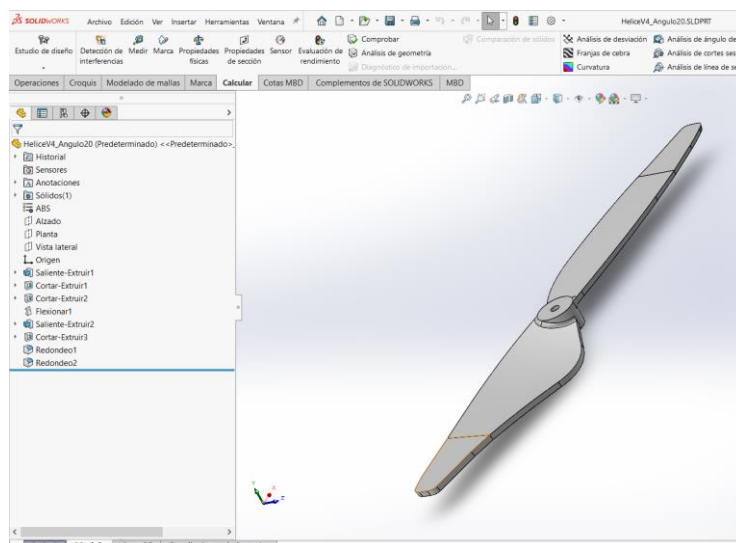 SOLIDWORKS Archivo Edición Ver Insertar Herramientas Ventana HeliceV4_Angulo20.SLDPRT
Estudio de diseño
Detección de interferencias
Medir
Marca
Propiedades físicas
Propiedades de sección
Sensor
Evaluación de rendimiento
Comprobar
Análisis de geometría
Diagnóstico de importación...
Comparación de sólidos
Análisis de desviación
Franjas de cebra
Curvatura
Análisis de ángulo de
Análisis de cortes ses
Análisis de línea de se
Operaciones Croquis Modelado de mallas Marca Calcular Cotas MBD Complementos de SOLIDWORKS MBD
HeliceV4_Angulo20 (Predeterminado) <<Predeterminado>_
Historial
Sensores
Anotaciones
Sólidos(1)
ABS
Alzado
Planta
Vista lateral
Origen
Saliente-Extruir1
Cortar-Extruir1
Cortar-Extruir2
Flexionar1
Saliente-Extruir2
Cortar-Extruir3
Redondeo1
Redondeo2
Y
X
Z